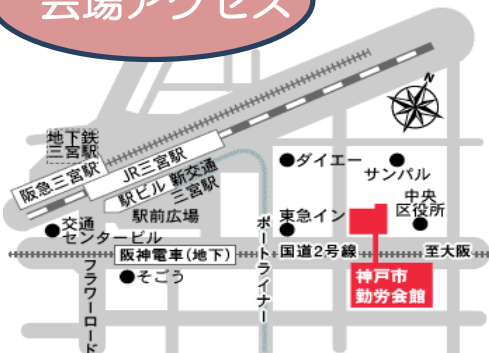 会場アクセス
N
地下鉄
三宮駅
JR三宮駅
阪急三宮駅
駅ビル
新交通
三宮駅
駅前広場
●ダイエー
サンパル
中央
区役所
東急イン
交通
センタービル
阪神電車(地下)
国道2号線
至大阪
●そごう
ポートライナー
フラワーロード
神戸市
勤労会館